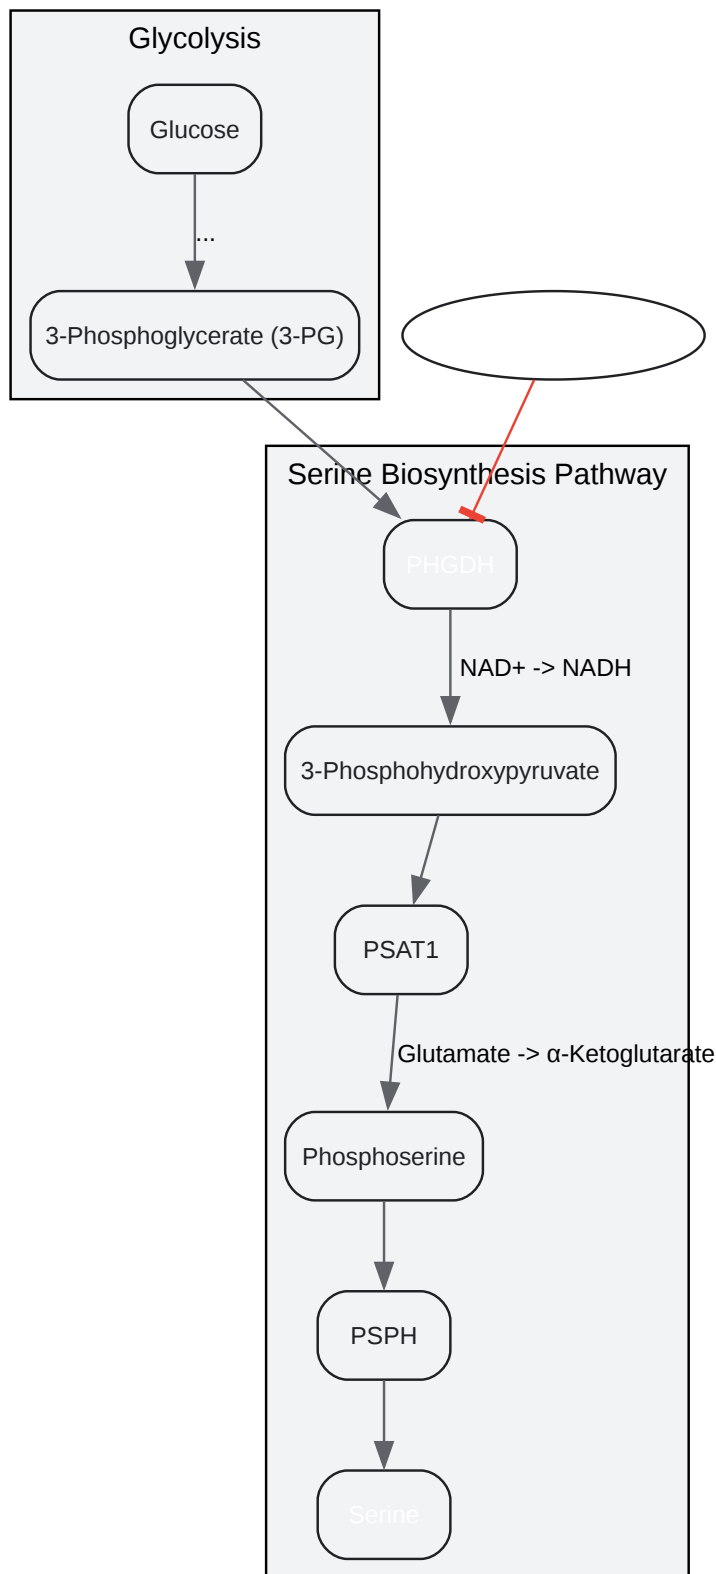 Glycolysis
Glucose
...
3-Phosphoglycerate (3-PG)
Serine Biosynthesis Pathway
PHGDH
NAD+ -> NADH
3-Phosphohydroxypyruvate
PSAT1
Glutamate -> α-Ketoglutarate
Phosphoserine
PSPH
Serine